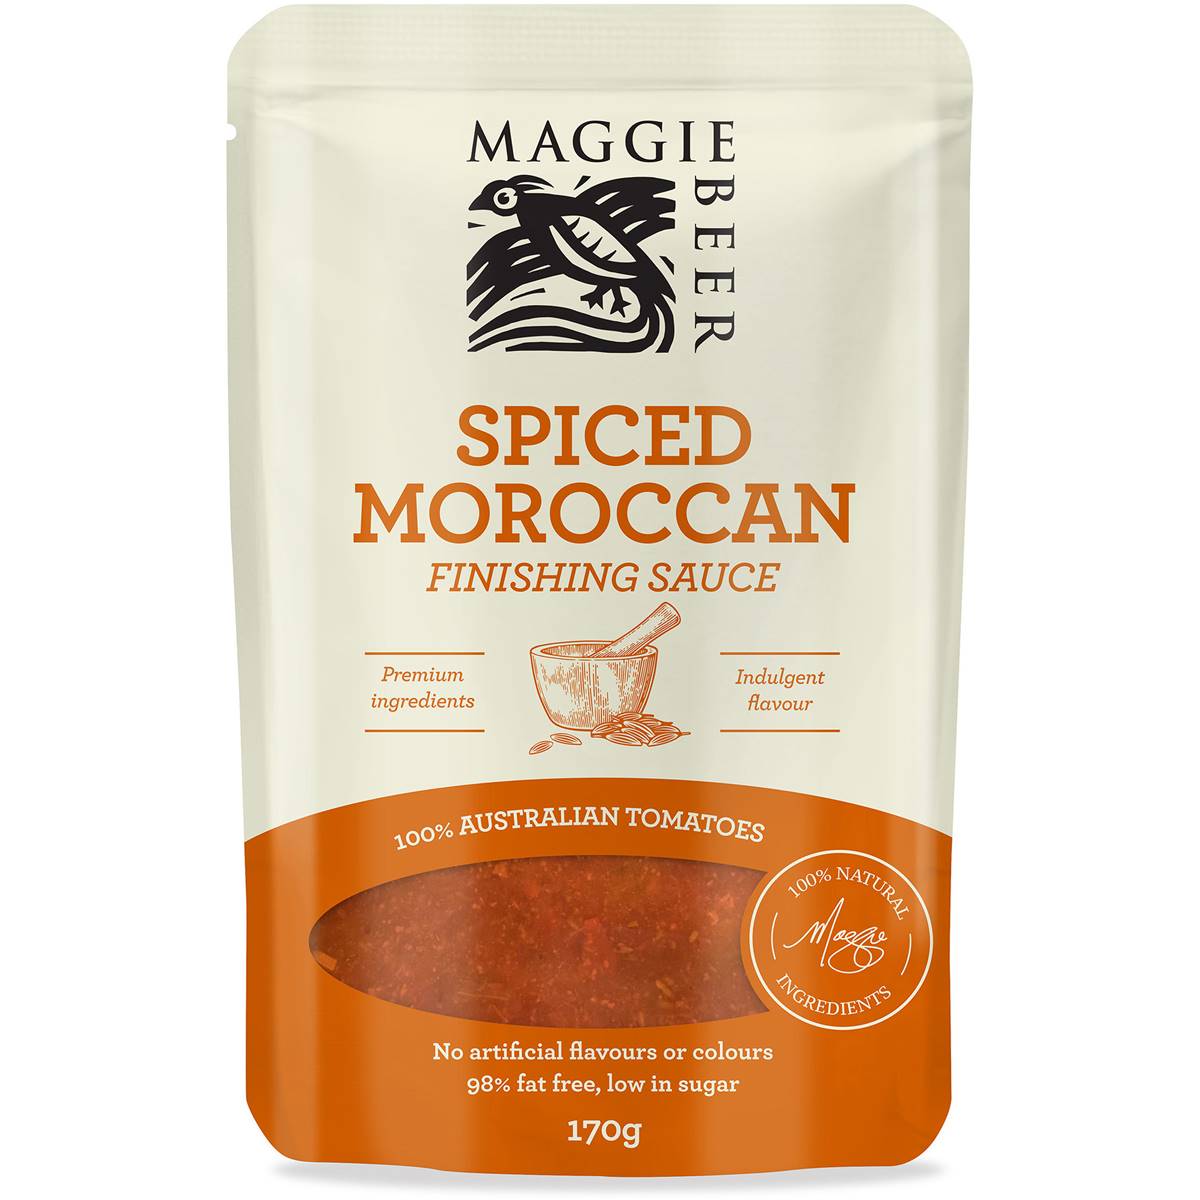 MAGGIE
BEER
SPICED
MOROCCAN
FINISHING SAUCE
Premium
ingredients
Indulgent
flavour
100% AUSTRALIAN TOMATOES
100% NATURAL
Maggie
INGREDIENTS
No artificial flavours or colours
98% fat free, low in sugar
170g